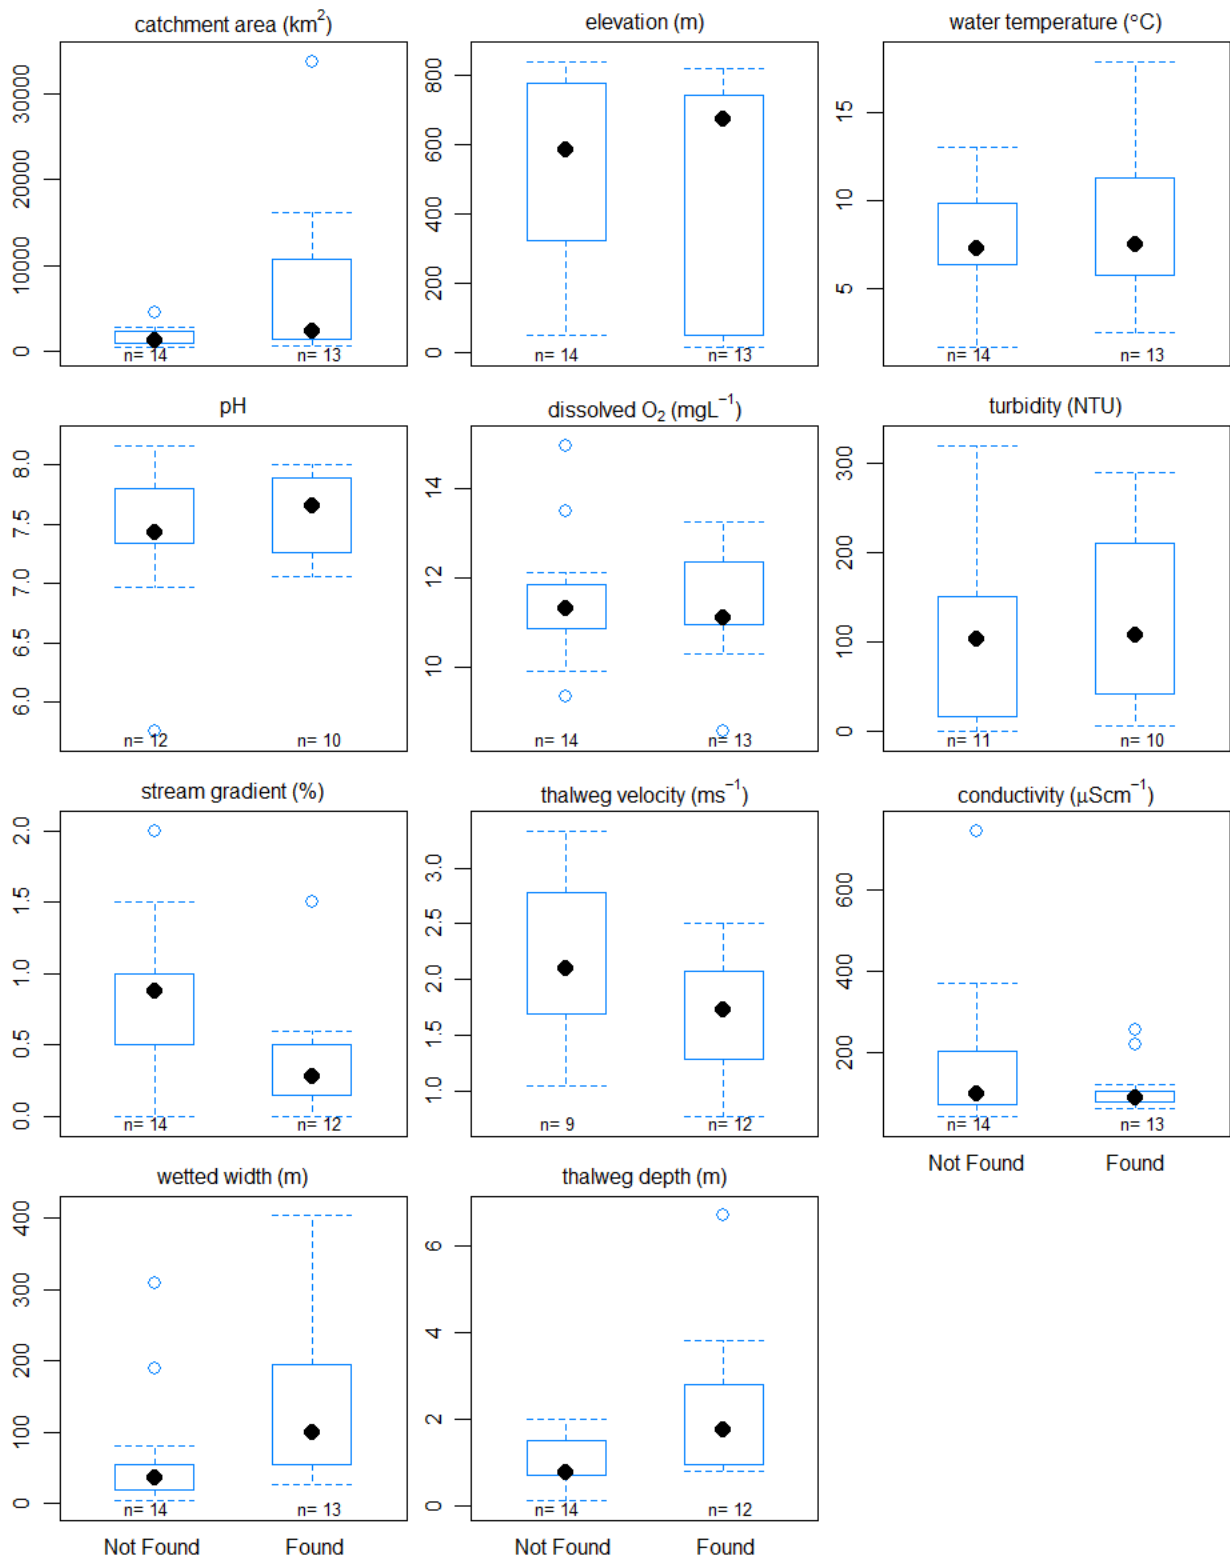 catchment area (km²) elevation (m) water temperature (°C)
30000 20000 10000 0
n= 14 n= 13
800 600 400 200 0
n= 14 n= 13
15 10 5
n= 14 n= 13
pH dissolved O₂ (mgL⁻¹) turbidity (NTU)
8.0 7.5 7.0 6.5 6.0
n= 12 n= 10
14 12 10
n= 14 n= 13
300 200 100 0
n= 11 n= 10
stream gradient (%) thalweg velocity (ms⁻¹) conductivity (μScm⁻¹)
2.0 1.5 1.0 0.5 0.0
n= 14 n= 12
3.0 2.5 2.0 1.5 1.0
n= 9 n= 12
600 400 200
n= 14 n= 13
Not Found Found
wetted width (m) thalweg depth (m)
400 300 200 100 0
n= 14 n= 13
6 4 2 0
n= 14 n= 12
Not Found Found Not Found Found